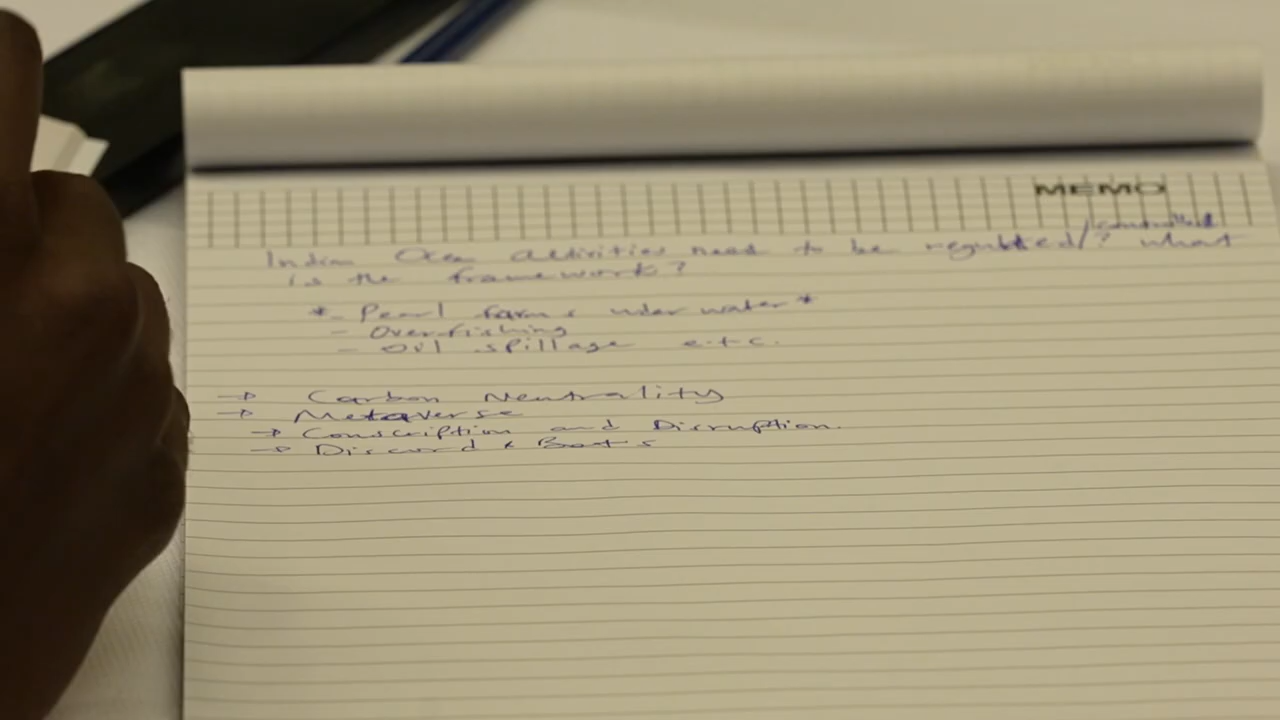 MEMO
Indian Ocean activities need to be regulated/controlled? What
is the framework?
*- Pearl farms under water *
- Overfishing
- Oil spillage e.t.c.
→ Carbon Neutrality
→ Metaverse
→ Conscription and Disruption.
→ Discord & Boats